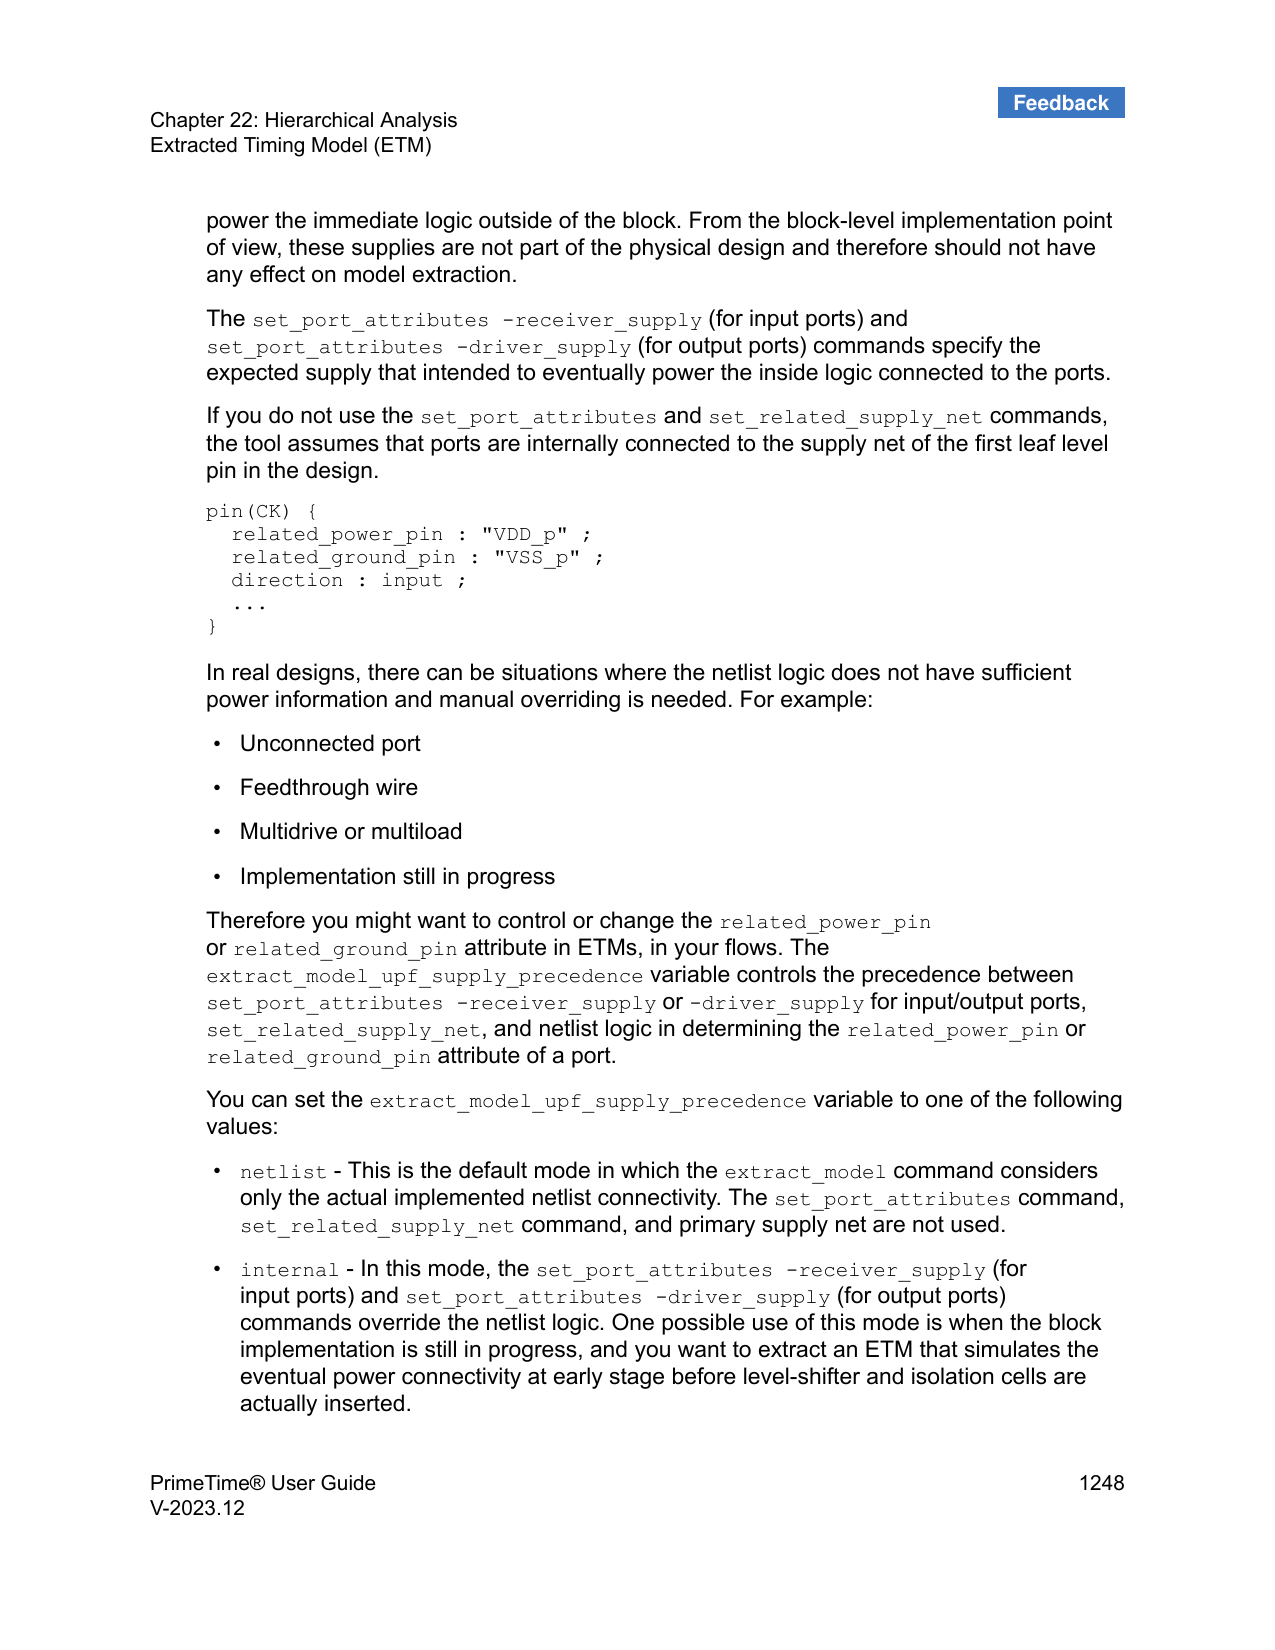 Feedback
Chapter 22: Hierarchical Analysis
Extracted Timing Model (ETM)
power the immediate logic outside of the block. From the block-level implementation point
of view, these supplies are not part of the physical design and therefore should not have
any effect on model extraction.
The set_port_attributes -receiver_supply (for input ports) and
set_port_attributes -driver_supply (for output ports) commands specify the
expected supply that intended to eventually power the inside logic connected to the ports.
If you do not use the set_port_attributes and set_related_supply_net commands,
the tool assumes that ports are internally connected to the supply net of the first leaf level
pin in the design.
pin(CK) {
  related_power_pin : "VDD_p" ;
  related_ground_pin : "VSS_p" ;
  direction : input ;
  ...
}
In real designs, there can be situations where the netlist logic does not have sufficient
power information and manual overriding is needed. For example:
• Unconnected port
• Feedthrough wire
• Multidrive or multiload
• Implementation still in progress
Therefore you might want to control or change the related_power_pin
or related_ground_pin attribute in ETMs, in your flows. The
extract_model_upf_supply_precedence variable controls the precedence between
set_port_attributes -receiver_supply or -driver_supply for input/output ports,
set_related_supply_net, and netlist logic in determining the related_power_pin or
related_ground_pin attribute of a port.
You can set the extract_model_upf_supply_precedence variable to one of the following
values:
• netlist - This is the default mode in which the extract_model command considers
only the actual implemented netlist connectivity. The set_port_attributes command,
set_related_supply_net command, and primary supply net are not used.
• internal - In this mode, the set_port_attributes -receiver_supply (for
input ports) and set_port_attributes -driver_supply (for output ports)
commands override the netlist logic. One possible use of this mode is when the block
implementation is still in progress, and you want to extract an ETM that simulates the
eventual power connectivity at early stage before level-shifter and isolation cells are
actually inserted.
PrimeTime® User Guide
V-2023.12
1248